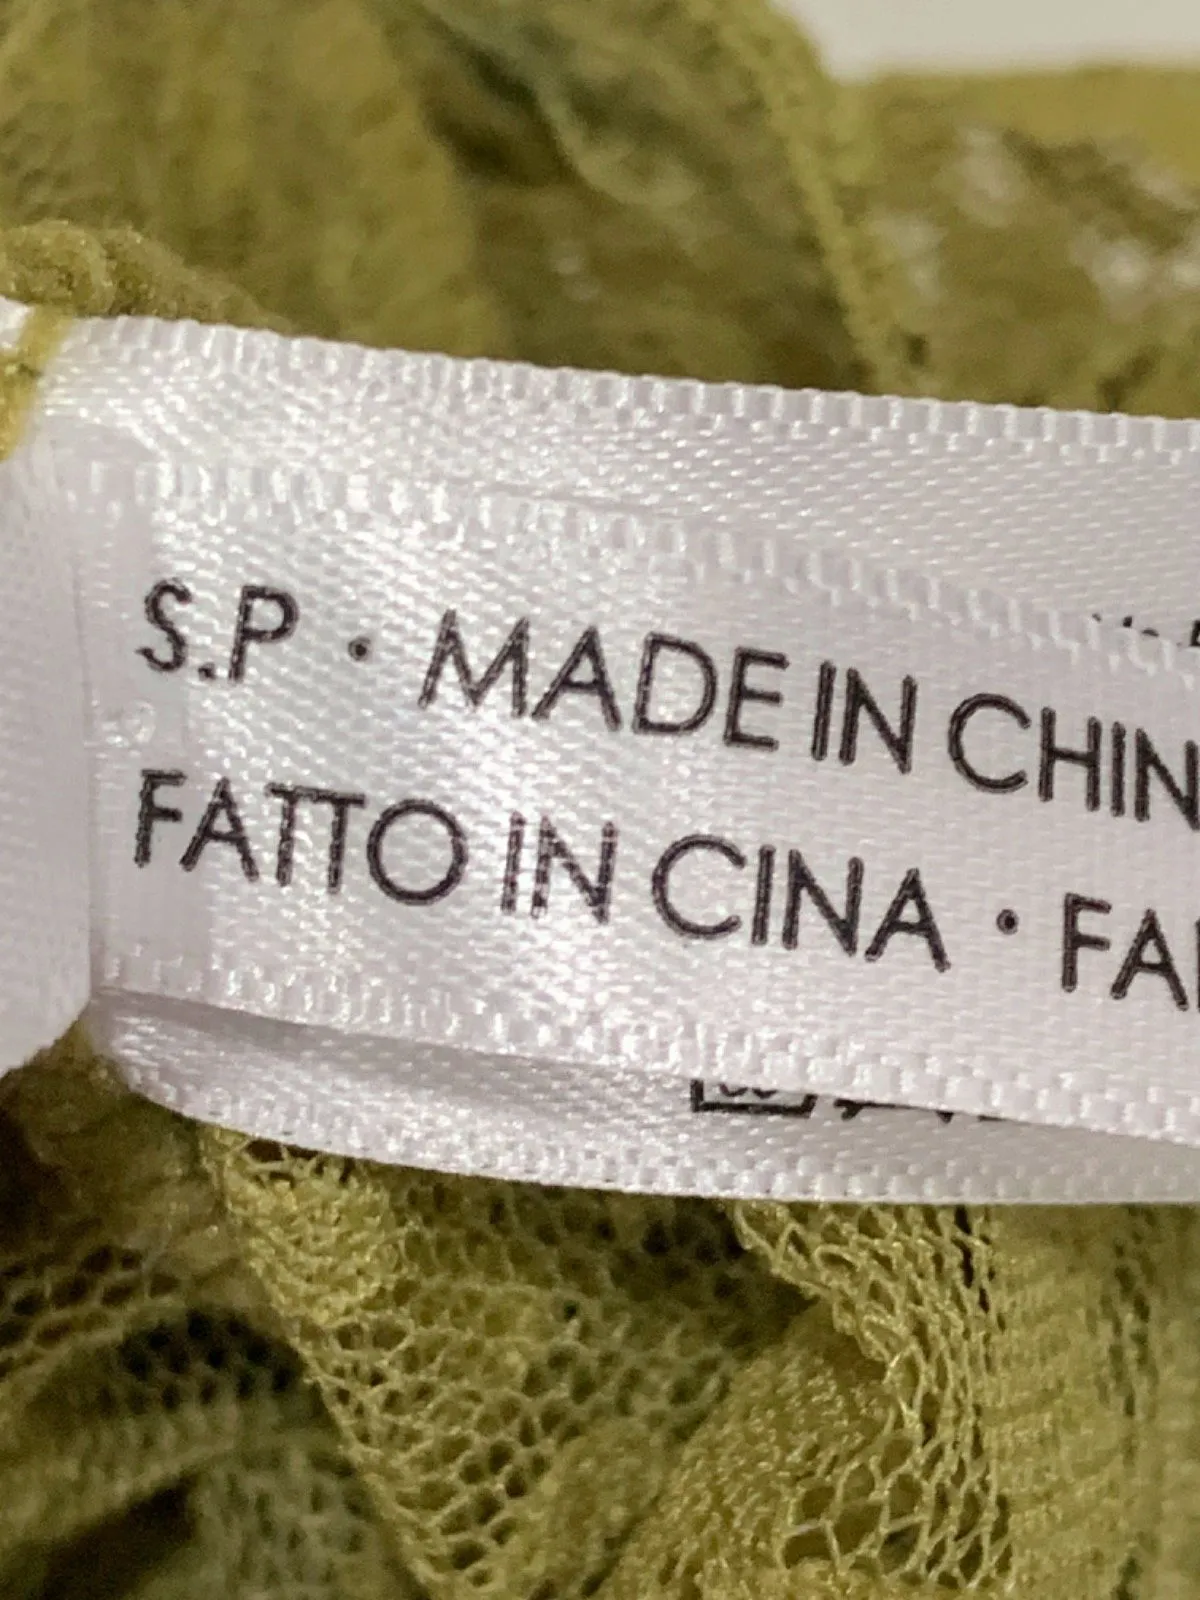 S.P • MADE IN CHIN
FATTO IN CINA • FA